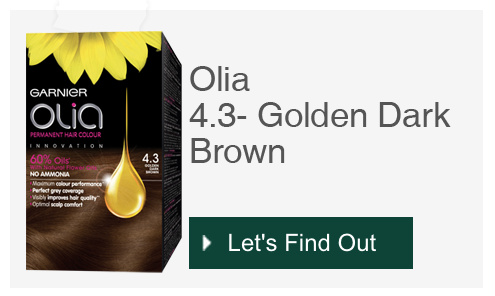 GARNIER
OLIA
PERMANENT HAIR COLOUR
INNOVATION
60% Oils
4.3
GOLDEN
DARK
BROWN
NO AMMONIA
Maximum colour performance
Perfect grey coverage
Visibly improves hair quality
Optimal scalp comfort
Olia
4.3- Golden Dark
Brown
Let's Find Out